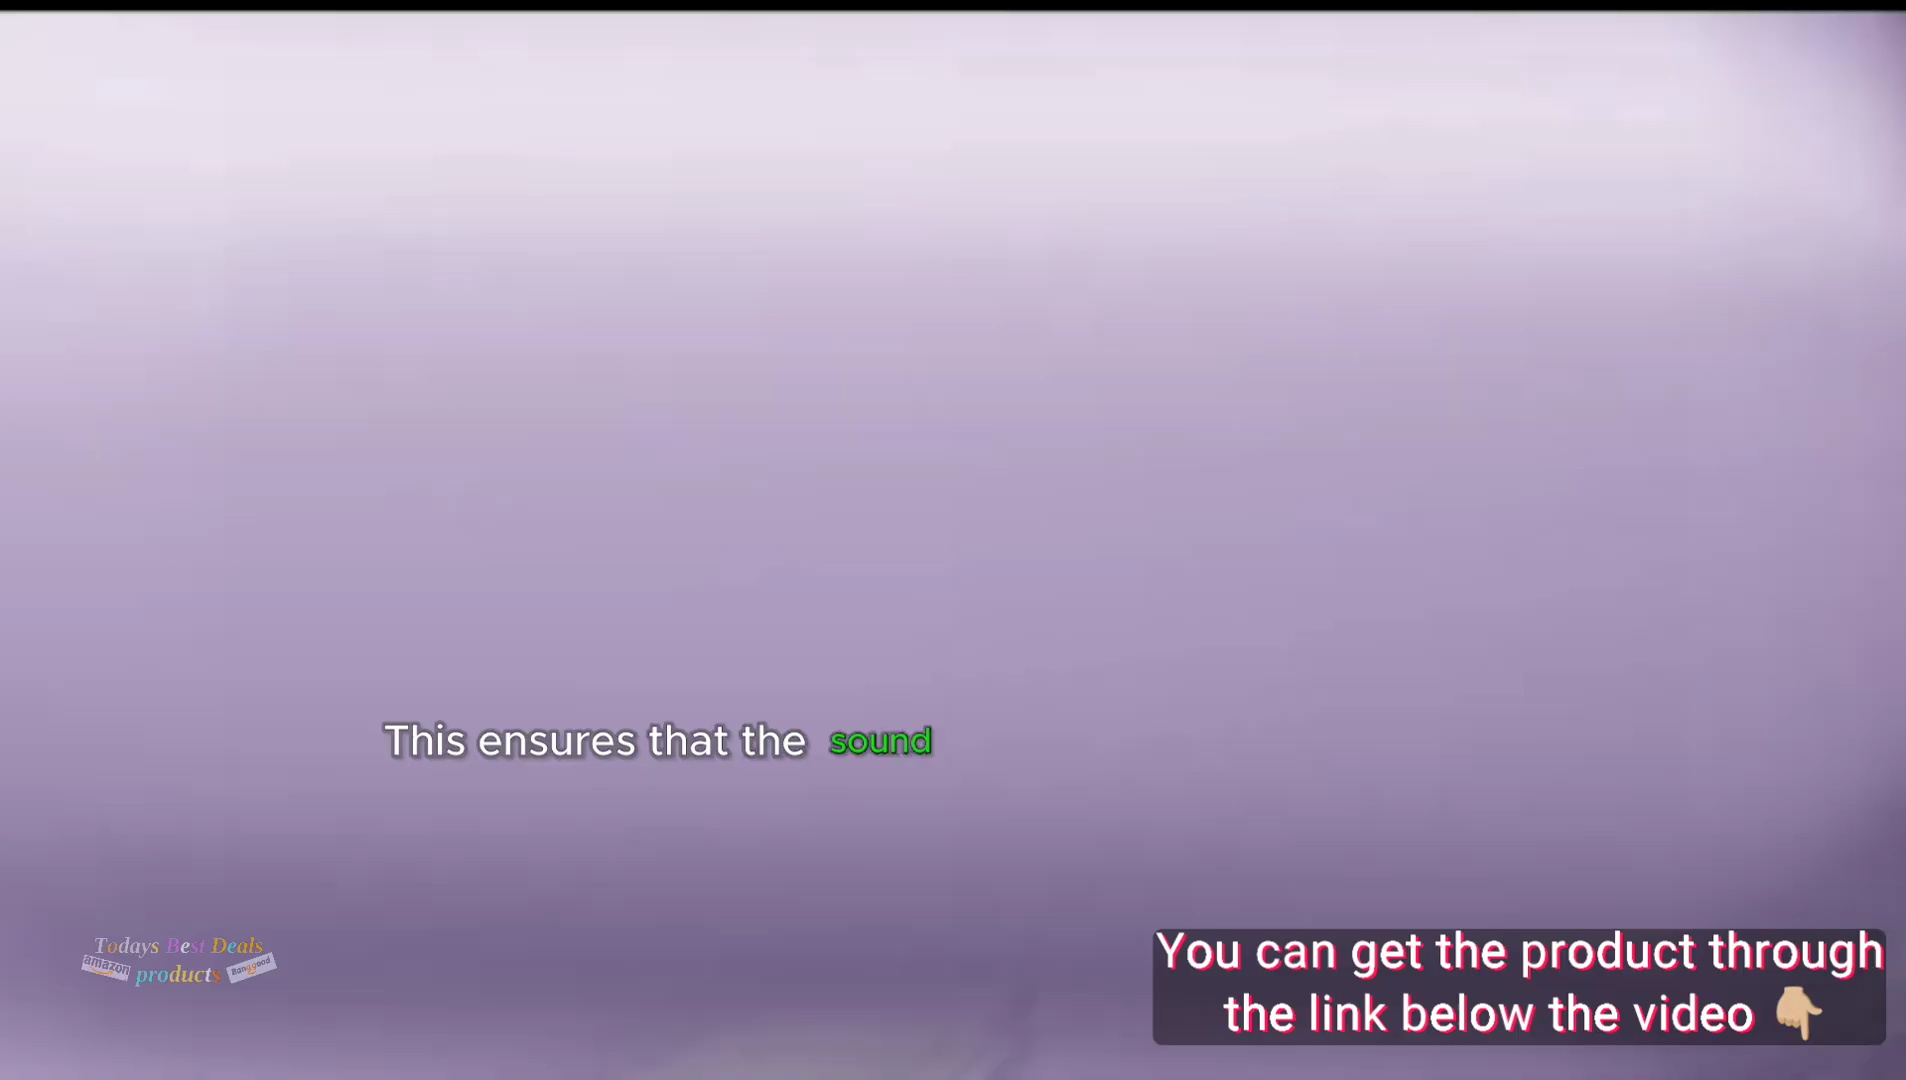 This ensures that the sound
Todays Best Deals
amazon products Banggood
You can get the product through
the link below the video